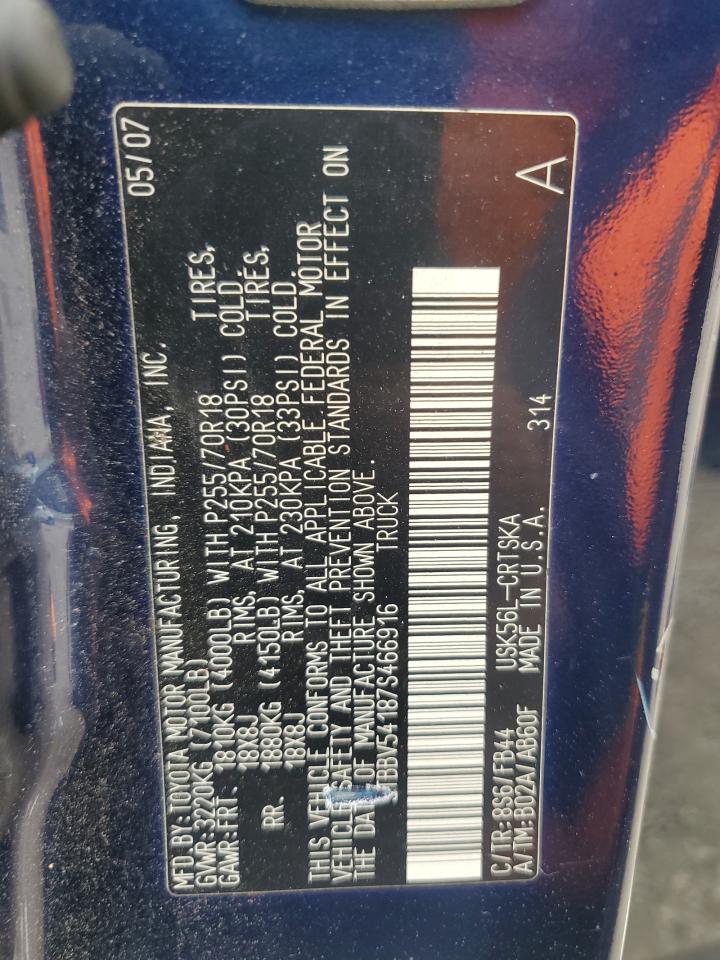 MFD BY:TOYOTA MOTOR MANUFACTURING, INDIANA, INC. 05/07
GVWR:3220KG (7100LB)
GAWR:FRT. 1810KG (4000LB) WITH P255/70R18 TIRES,
18X8J RIMS, AT 210KPA (30PSI) COLD.
RR. 1880KG (4150LB) WITH P255/70R18 TIRES,
18X8J RIMS, AT 230KPA (33PSI) COLD.
THIS VEHICLE CONFORMS TO ALL APPLICABLE FEDERAL MOTOR
VEHICLE SAFETY AND THEFT PREVENTION STANDARDS IN EFFECT ON
THE DATE OF MANUFACTURE SHOWN ABOVE.
TBBV54187S466916 TRUCK
C/TR:8S6/FB44 USK56L-CRTSKA 314 A
A/TM:B02A/AB60F MADE IN U.S.A.